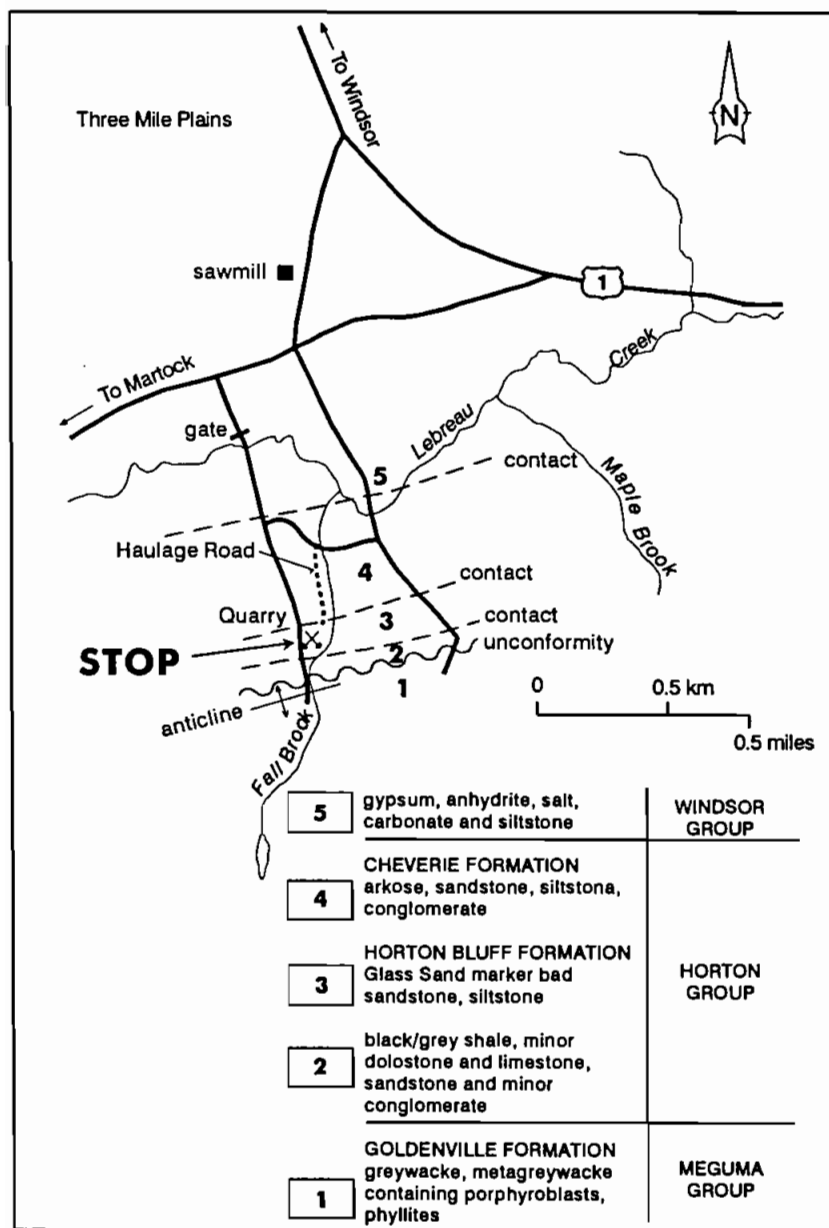 To Windsor
Three Mile Plains
N
sawmill
1
To Martock
Creek
gate
Lebreau
5
contact
Maple
Brook
Haulage Road
4
contact
Quarry
3
contact
STOP
2
unconformity
1
anticline
0
0.5 km
0.5 miles
Fall Brook
5
gypsum, anhydrite, salt,
carbonate and siltstone
WINDSOR
GROUP
CHEVERIE FORMATION
4
arkose, sandstone, siltstona,
conglomerate
HORTON BLUFF FORMATION
3
Glass Sand marker bad
sandstone, siltstone
HORTON
GROUP
2
black/grey shale, minor
dolostone and limestone,
sandstone and minor
conglomerate
GOLDENVILLE FORMATION
1
greywacke, metagreywacke
containing porphyroblasts,
phyllites
MEGUMA
GROUP